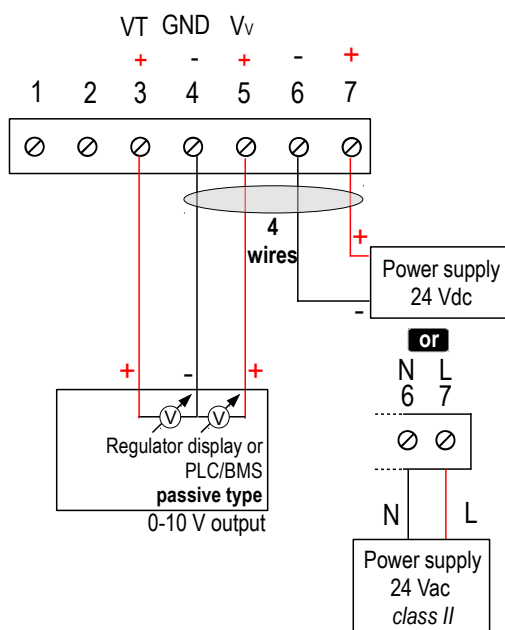 VT GND Vv
+ - + - +
1 2 3 4 5 6 7
4
wires
+
Power supply
24 Vdc
-
or
N L
6 7
+ - +
V V
Regulator display or
PLC/BMS
passive type
0-10 V output
N L
Power supply
24 Vac
class II